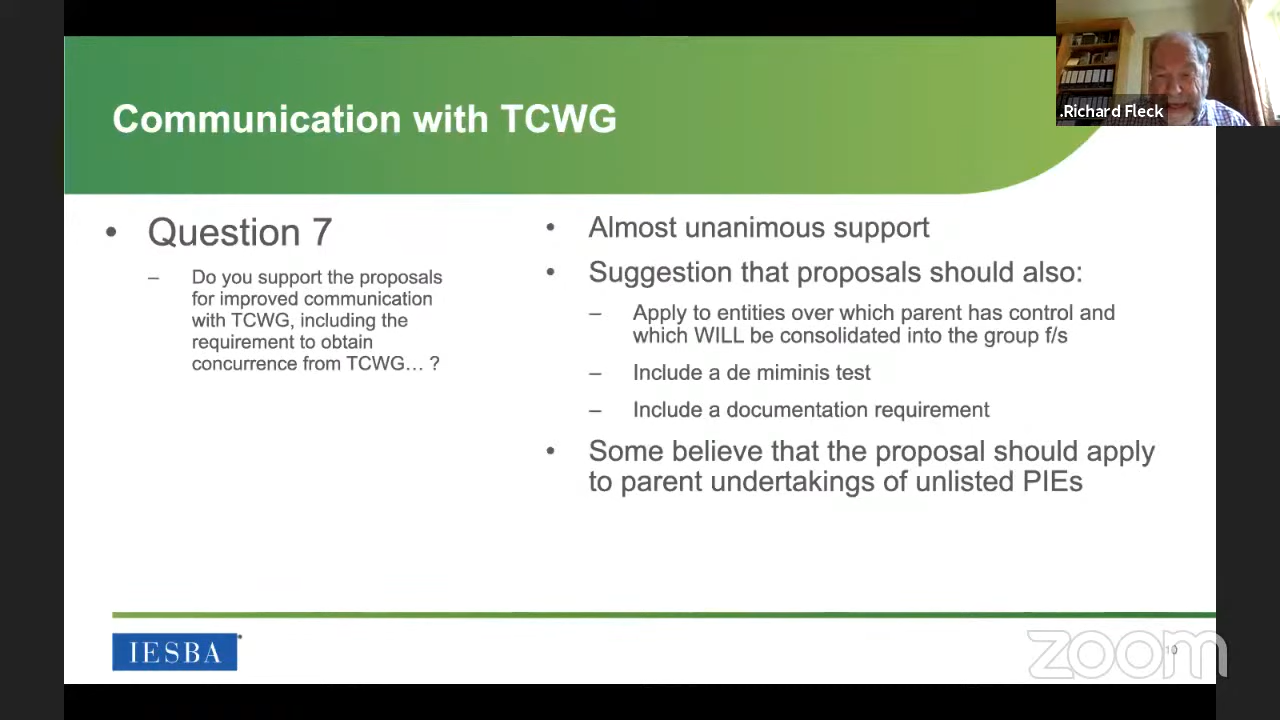 .Richard Fleck
Communication with TCWG
• Question 7
– Do you support the proposals
for improved communication
with TCWG, including the
requirement to obtain
concurrence from TCWG… ?
• Almost unanimous support
• Suggestion that proposals should also:
– Apply to entities over which parent has control and
which WILL be consolidated into the group f/s
– Include a de miminis test
– Include a documentation requirement
• Some believe that the proposal should apply
to parent undertakings of unlisted PIEs
IESBA
zoom
10